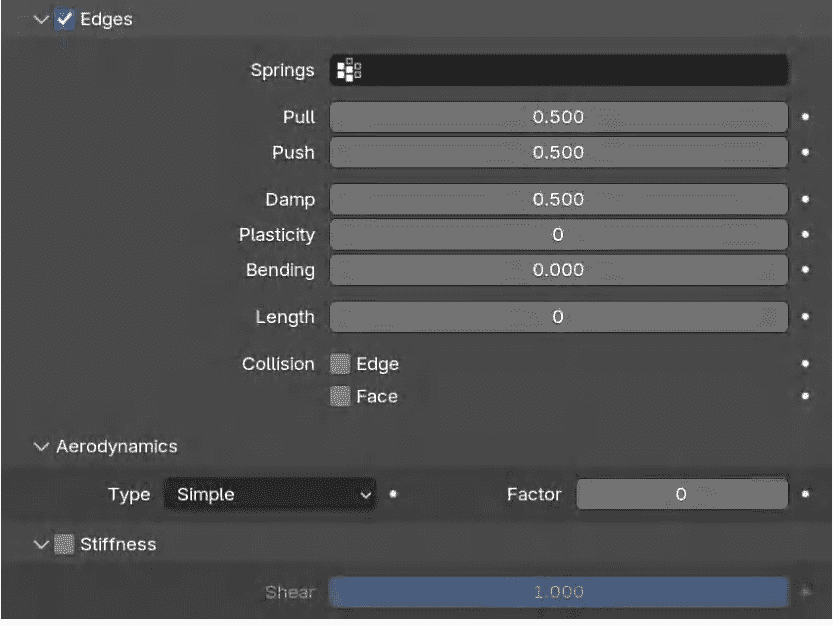 Edges
Springs
Pull 0.500
Push 0.500
Damp 0.500
Plasticity 0
Bending 0.000
Length 0
Collision Edge
Face
Aerodynamics
Type Simple Factor 0
Stiffness
Shear 1.000